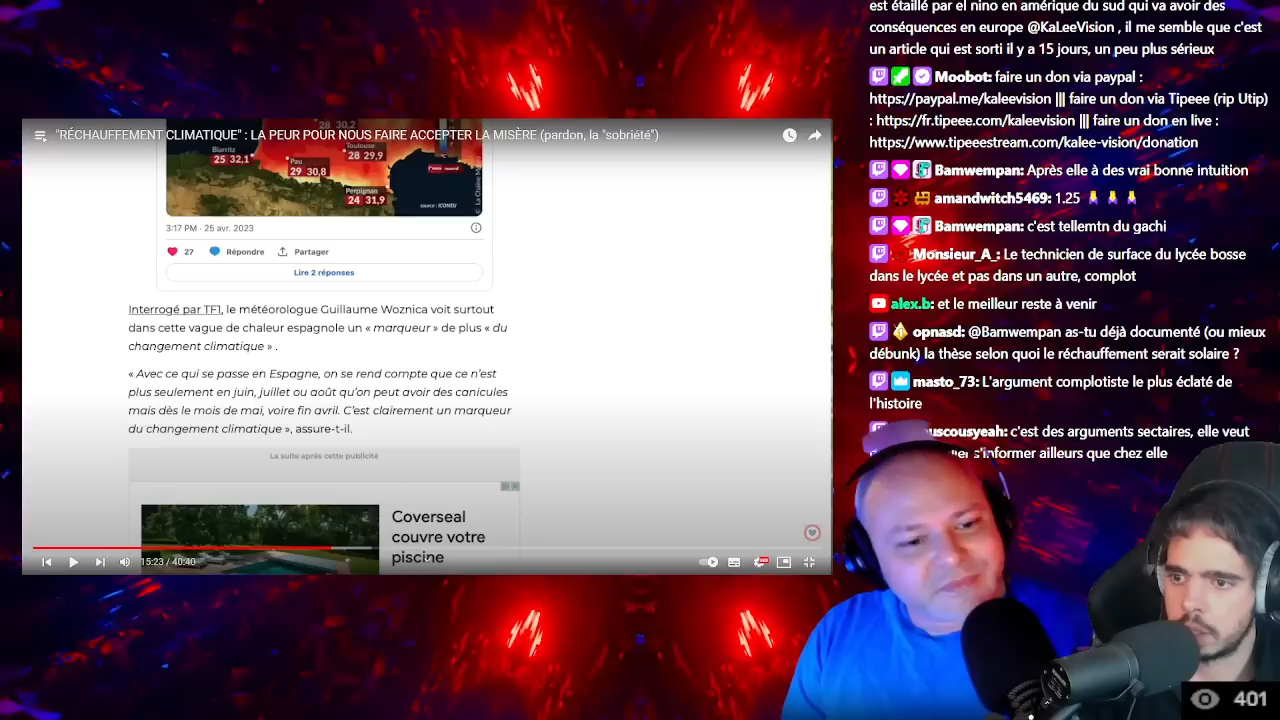 "RÉCHAUFFEMENT CLIMATIQUE" : LA PEUR POUR NOUS FAIRE ACCEPTER LA MISÈRE (pardon, la "sobriété")
28 30,2
Biarritz
25 32,1
Toulouse
28 29,9
Pau
29 30,8
Perpignan
24 31,9
source : ICONEU
3:17 PM · 25 avr. 2023
27 Répondre Partager
Lire 2 réponses
Interrogé par TF1, le météorologue Guillaume Woznica voit surtout
dans cette vague de chaleur espagnole un « marqueur » de plus « du
changement climatique » .
« Avec ce qui se passe en Espagne, on se rend compte que ce n’est
plus seulement en juin, juillet ou août qu’on peut avoir des canicules
mais dès le mois de mai, voire fin avril. C’est clairement un marqueur
du changement climatique », assure-t-il.
La suite après cette publicité
Coverseal
couvre votre
piscine
15:23 / 40:40
est étaillé par el nino en amérique du sud qui va avoir des
conséquences en europe @KaLeeVision , il me semble que c'est
un article qui est sorti il y a 15 jours, un peu plus sérieux
Moobot: faire un don via paypal :
https://paypal.me/kaleevision ||| faire un don via Tipeee (rip Utip)
: https://fr.tipeee.com/kaleevision ||| faire un don en live :
https://www.tipeeestream.com/kalee-vision/donation
Bamwempan: Après elle à des vrai bonne intuition
amandwitch5469: 1.25
Bamwempan: c'est tellemtn du gachi
Monsieur_A_: Le technicien de surface du lycée bosse
dans le lycée et pas dans un autre, complot
alex.b: et le meilleur reste à venir
opnasd: @Bamwempan as-tu déjà documenté (ou mieux
débunk) la thèse selon quoi le réchauffement serait solaire ?
masto_73: L'argument complotiste le plus éclaté de
l'histoire
uscousyeah: c'est des arguments sectaires, elle veut
s'informer ailleurs que chez elle
401